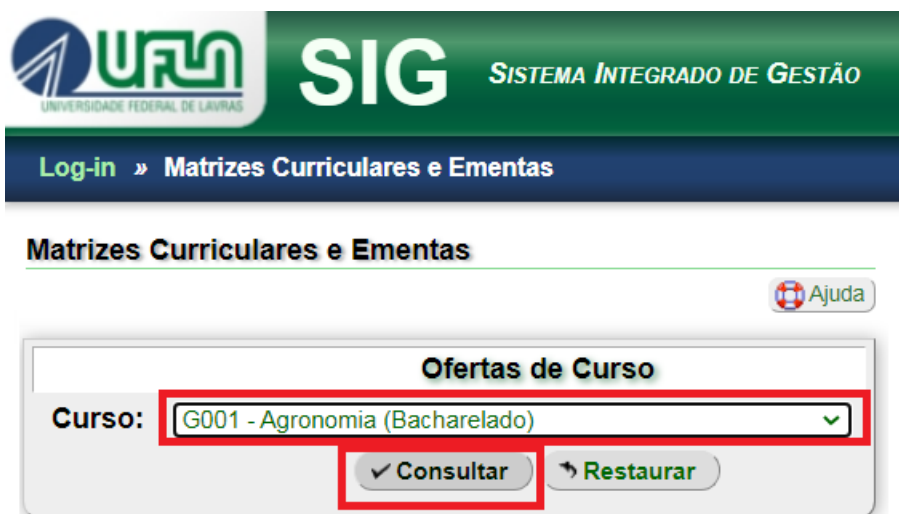 UFLA
UNIVERSIDADE FEDERAL DE LAVRAS
SIG SISTEMA INTEGRADO DE GESTÃO
Log-in » Matrizes Curriculares e Ementas
Matrizes Curriculares e Ementas
Ajuda
Ofertas de Curso
Curso: G001 - Agronomia (Bacharelado)
Consultar Restaurar